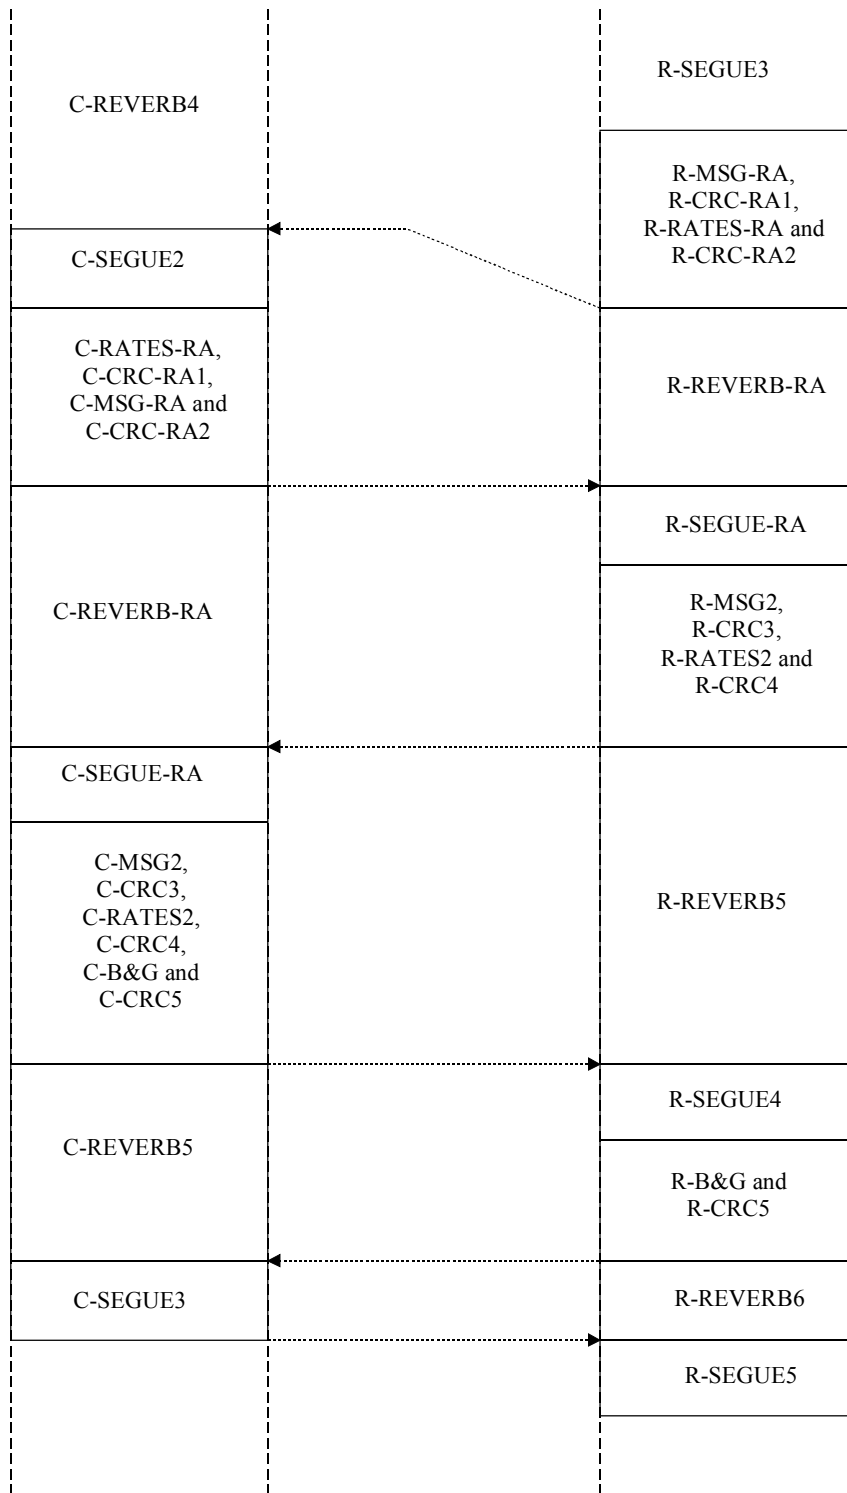 C-REVERB4
C-SEGUE2
C-RATES-RA,
C-CRC-RA1,
C-MSG-RA and
C-CRC-RA2
C-REVERB-RA
C-SEGUE-RA
C-MSG2,
C-CRC3,
C-RATES2,
C-CRC4,
C-B&G and
C-CRC5
C-REVERB5
C-SEGUE3
R-SEGUE3
R-MSG-RA,
R-CRC-RA1,
R-RATES-RA and
R-CRC-RA2
R-REVERB-RA
R-SEGUE-RA
R-MSG2,
R-CRC3,
R-RATES2 and
R-CRC4
R-REVERB5
R-SEGUE4
R-B&G and
R-CRC5
R-REVERB6
R-SEGUE5